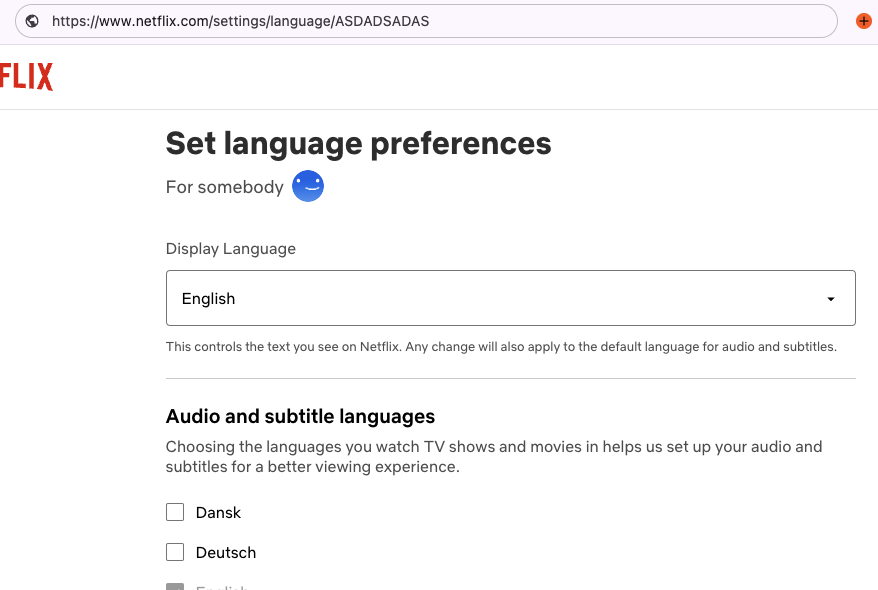 https://www.netflix.com/settings/language/ASDADSADAS
FLIX
Set language preferences
For somebody
Display Language
English
This controls the text you see on Netflix. Any change will also apply to the default language for audio and subtitles.
Audio and subtitle languages
Choosing the languages you watch TV shows and movies in helps us set up your audio and
subtitles for a better viewing experience.
Dansk
Deutsch
English